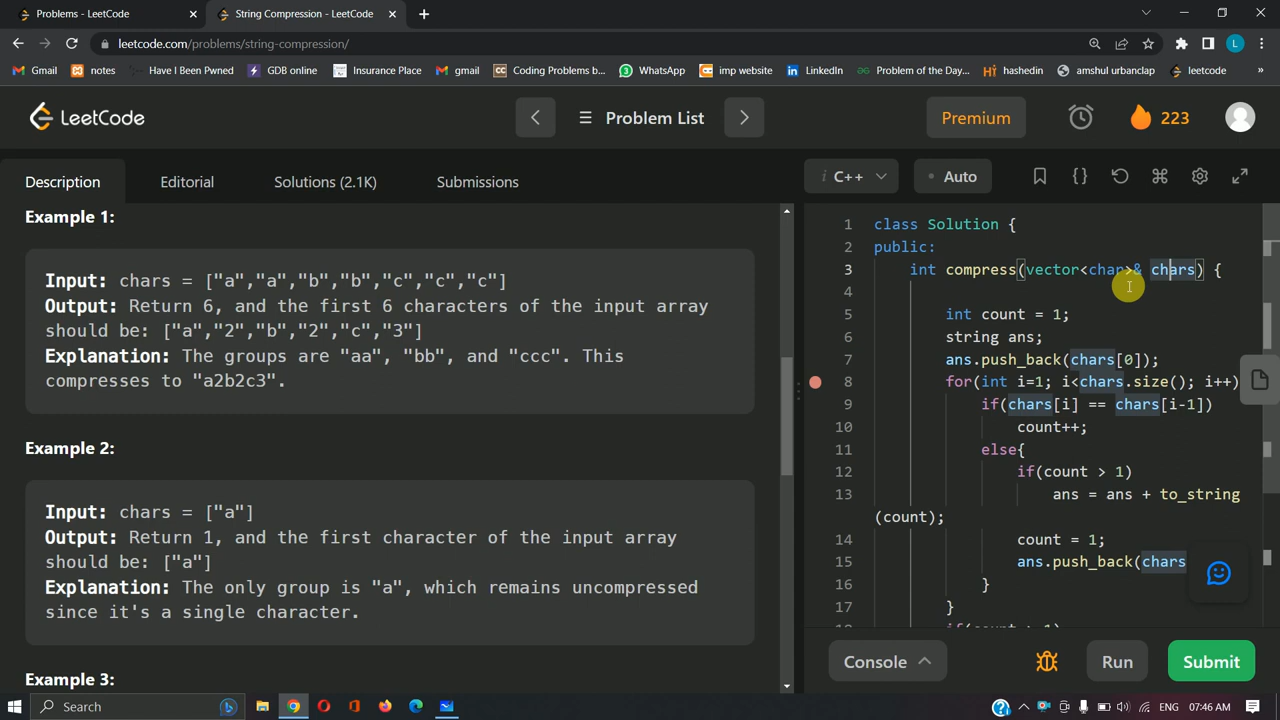 Problems - LeetCode
String Compression - LeetCode
leetcode.com/problems/string-compression/
Gmail
notes
Have I Been Pwned
GDB online
Insurance Place
gmail
Coding Problems b...
WhatsApp
imp website
LinkedIn
Problem of the Day...
hashedin
amshul urbanclap
leetcode
LeetCode
Problem List
Premium
223
Description
Editorial
Solutions (2.1K)
Submissions
C++
Auto
Example 1:
Input: chars = ["a","a","b","b","c","c","c"]
Output: Return 6, and the first 6 characters of the input array
should be: ["a","2","b","2","c","3"]
Explanation: The groups are "aa", "bb", and "ccc". This
compresses to "a2b2c3".
Example 2:
Input: chars = ["a"]
Output: Return 1, and the first character of the input array
should be: ["a"]
Explanation: The only group is "a", which remains uncompressed
since it's a single character.
Example 3:
1 class Solution {
2 public:
3 int compress(vector<char>& chars) {
4
5 int count = 1;
6 string ans;
7 ans.push_back(chars[0]);
8 for(int i=1; i<chars.size(); i++)
9 if(chars[i] == chars[i-1])
10 count++;
11 else{
12 if(count > 1)
13 ans = ans + to_string
(count);
14 count = 1;
15 ans.push_back(chars
16 }
17 }
Console
Run
Submit
Search
ENG
07:46 AM